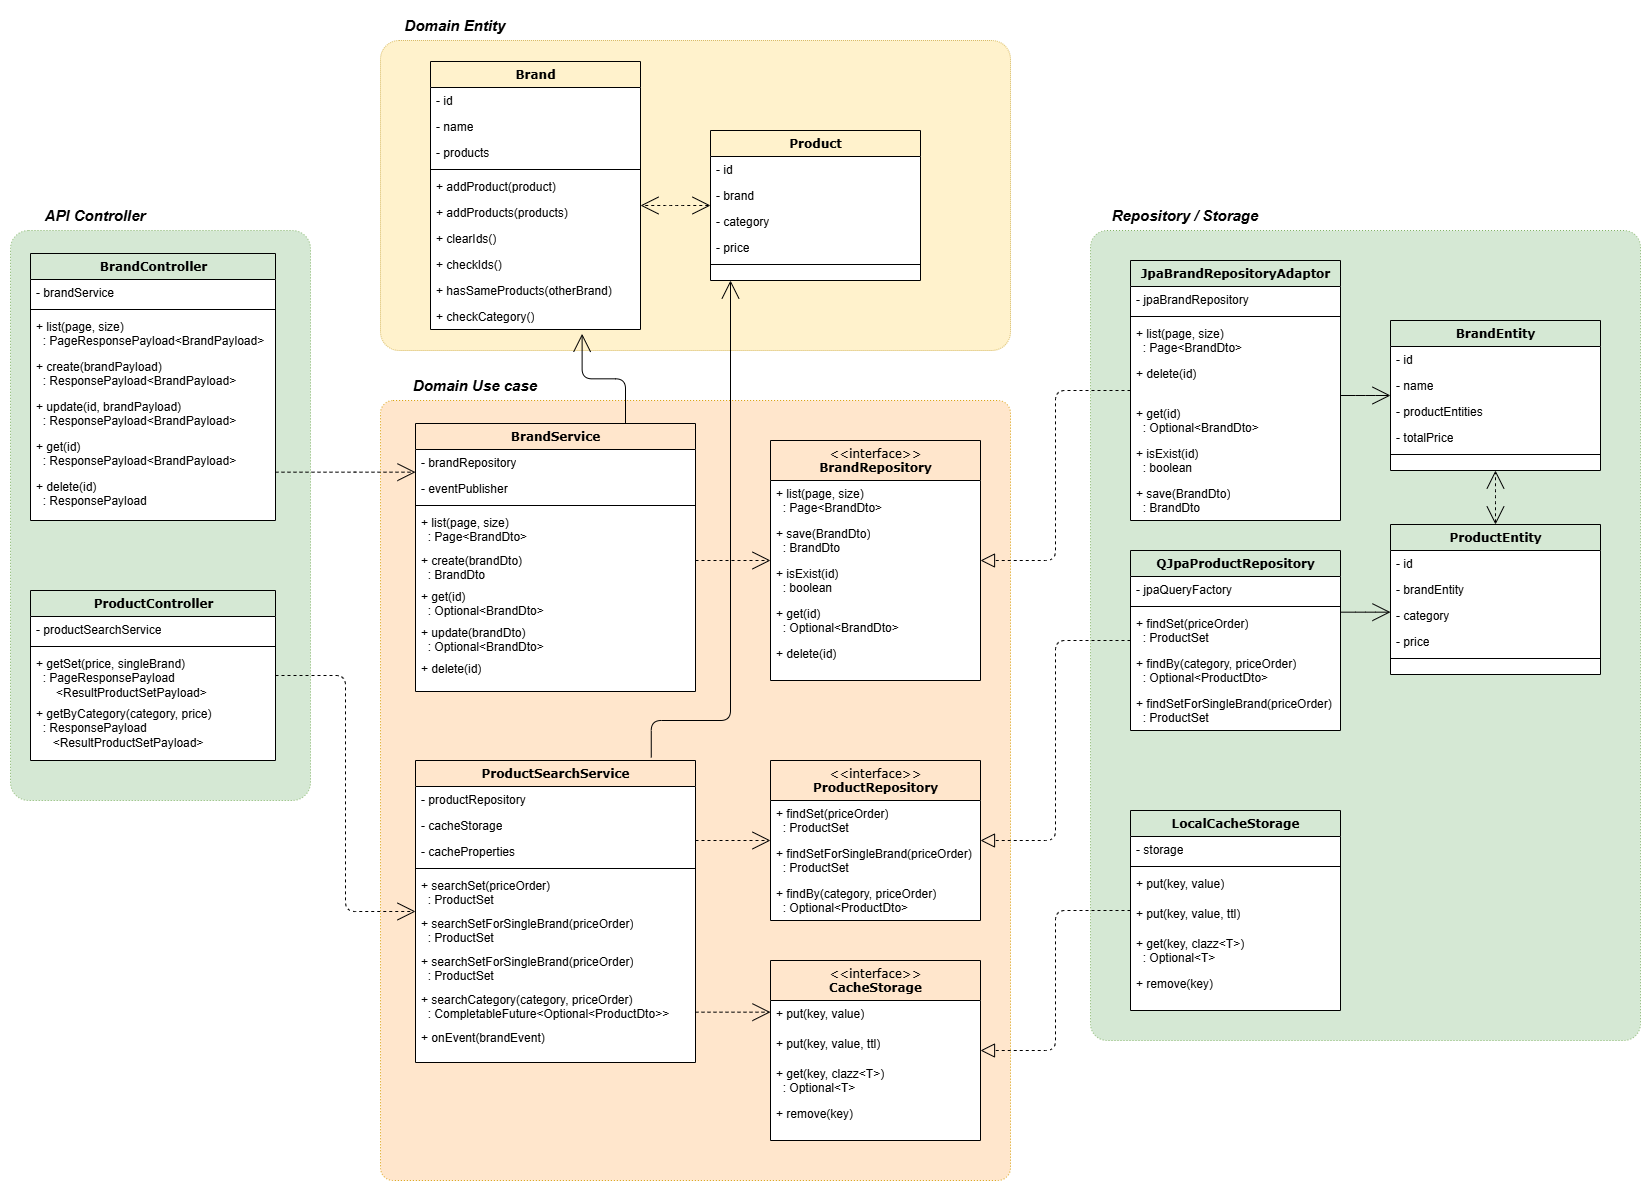 Domain Entity
Brand
- id
- name
- products
+ addProduct(product)
+ addProducts(products)
+ clearIds()
+ checkIds()
+ hasSameProducts(otherBrand)
+ checkCategory()
Product
- id
- brand
- category
- price
API Controller
BrandController
- brandService
+ list(page, size)
: PageResponsePayload<BrandPayload>
+ create(brandPayload)
: ResponsePayload<BrandPayload>
+ update(id, brandPayload)
: ResponsePayload<BrandPayload>
+ get(id)
: ResponsePayload<BrandPayload>
+ delete(id)
: ResponsePayload
ProductController
- productSearchService
+ getSet(price, singleBrand)
: PageResponsePayload
<ResultProductSetPayload>
+ getByCategory(category, price)
: ResponsePayload
<ResultProductSetPayload>
Domain Use case
BrandService
- brandRepository
- eventPublisher
+ list(page, size)
: Page<BrandDto>
+ create(brandDto)
: BrandDto
+ get(id)
: Optional<BrandDto>
+ update(brandDto)
: Optional<BrandDto>
+ delete(id)
<<interface>>
BrandRepository
+ list(page, size)
: Page<BrandDto>
+ save(BrandDto)
: BrandDto
+ isExist(id)
: boolean
+ get(id)
: Optional<BrandDto>
+ delete(id)
ProductSearchService
- productRepository
- cacheStorage
- cacheProperties
+ searchSet(priceOrder)
: ProductSet
+ searchSetForSingleBrand(priceOrder)
: ProductSet
+ searchSetForSingleBrand(priceOrder)
: ProductSet
+ searchCategory(category, priceOrder)
: CompletableFuture<Optional<ProductDto>>
+ onEvent(brandEvent)
<<interface>>
ProductRepository
+ findSet(priceOrder)
: ProductSet
+ findSetForSingleBrand(priceOrder)
: ProductSet
+ findBy(category, priceOrder)
: Optional<ProductDto>
<<interface>>
CacheStorage
+ put(key, value)
+ put(key, value, ttl)
+ get(key, clazz<T>)
: Optional<T>
+ remove(key)
Repository / Storage
JpaBrandRepositoryAdaptor
- jpaBrandRepository
+ list(page, size)
: Page<BrandDto>
+ delete(id)
+ get(id)
: Optional<BrandDto>
+ isExist(id)
: boolean
+ save(BrandDto)
: BrandDto
BrandEntity
- id
- name
- productEntities
- totalPrice
QJpaProductRepository
- jpaQueryFactory
+ findSet(priceOrder)
: ProductSet
+ findBy(category, priceOrder)
: Optional<ProductDto>
+ findSetForSingleBrand(priceOrder)
: ProductSet
ProductEntity
- id
- brandEntity
- category
- price
LocalCacheStorage
- storage
+ put(key, value)
+ put(key, value, ttl)
+ get(key, clazz<T>)
: Optional<T>
+ remove(key)